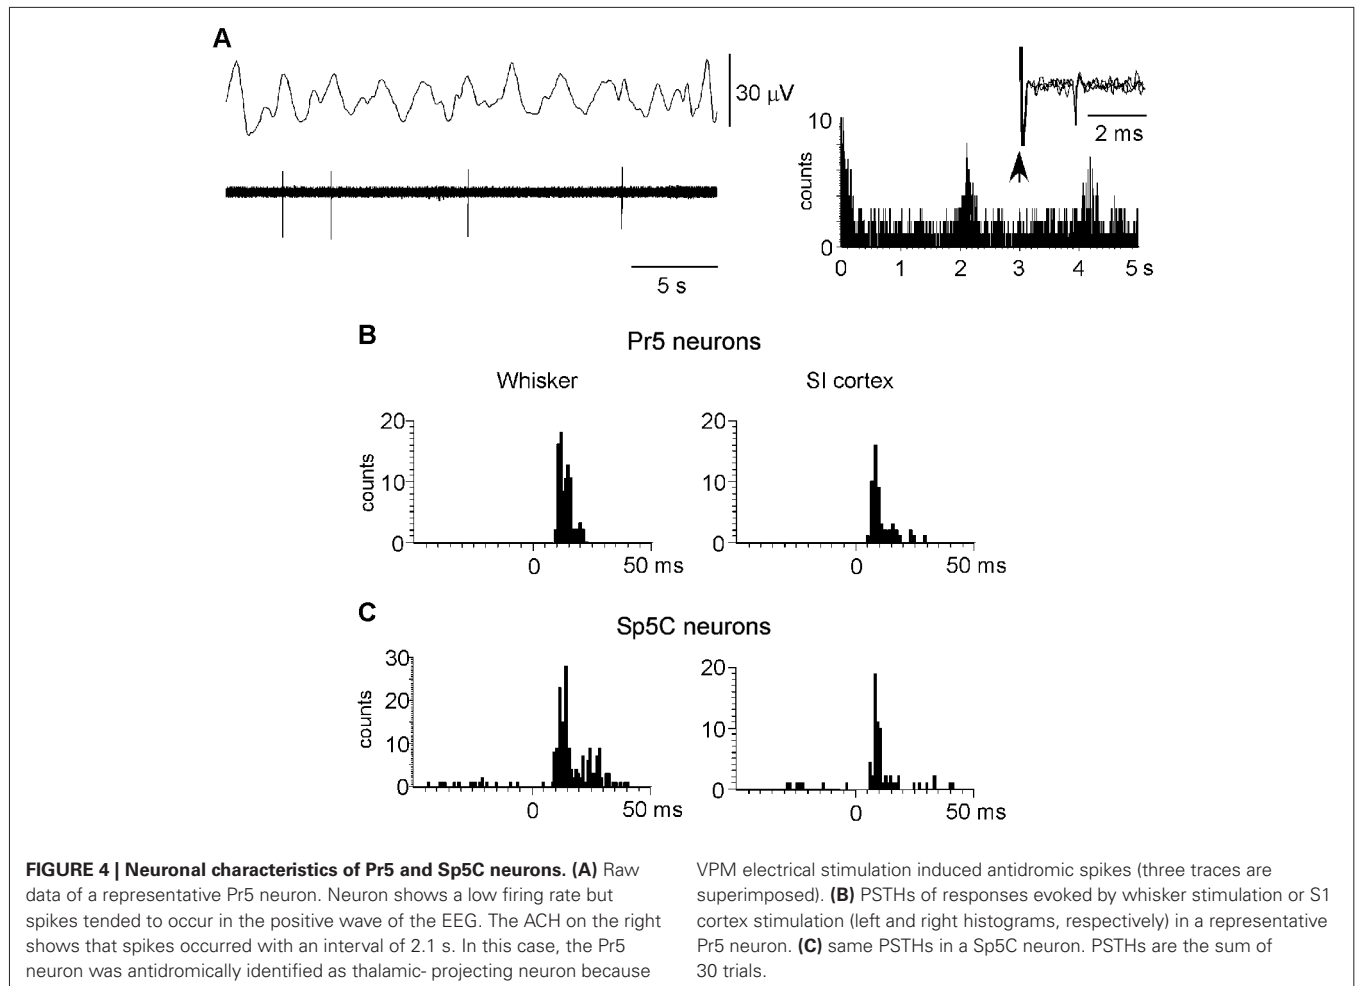 A
30 μV
5 s
10
counts
0
0 1 2 3 4 5 s
2 ms
B
Pr5 neurons
Whisker
SI cortex
20
10
0
counts
0 50 ms
20
10
0
0 50 ms
C
Sp5C neurons
30
20
10
0
counts
0 50 ms
20
10
0
0 50 ms
FIGURE 4 | Neuronal characteristics of Pr5 and Sp5C neurons. (A) Raw
data of a representative Pr5 neuron. Neuron shows a low firing rate but
spikes tended to occur in the positive wave of the EEG. The ACH on the right
shows that spikes occurred with an interval of 2.1 s. In this case, the Pr5
neuron was antidromically identified as thalamic- projecting neuron because
VPM electrical stimulation induced antidromic spikes (three traces are
superimposed). (B) PSTHs of responses evoked by whisker stimulation or S1
cortex stimulation (left and right histograms, respectively) in a representative
Pr5 neuron. (C) same PSTHs in a Sp5C neuron. PSTHs are the sum of
30 trials.